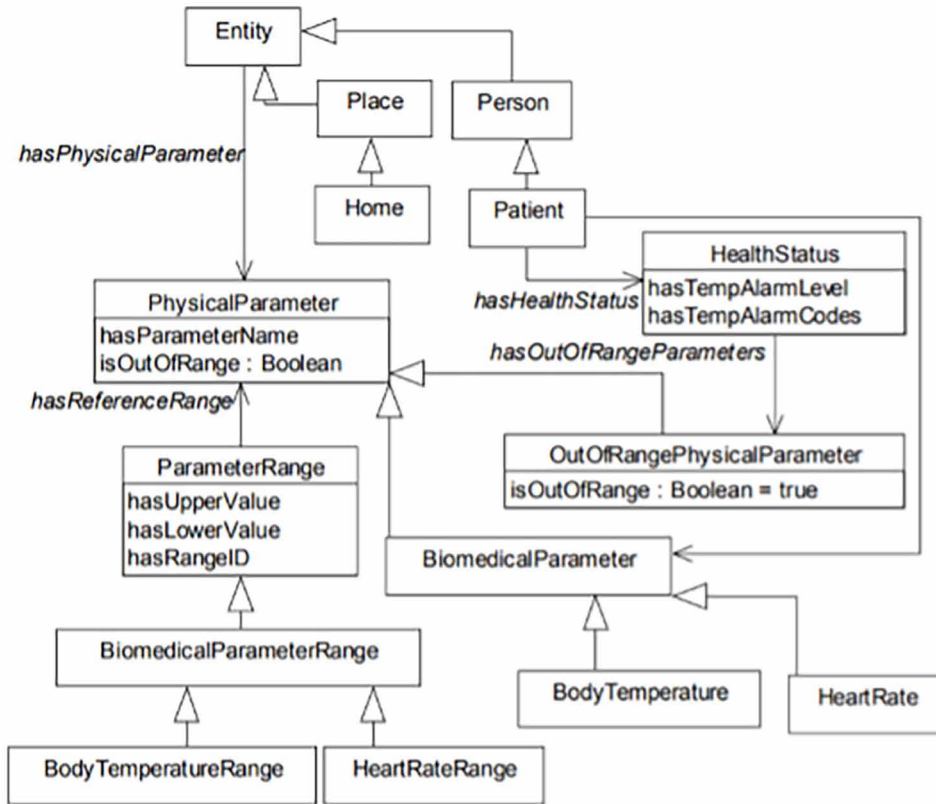 Entity
Place
Person
hasPhysicalParameter
Home
Patient
HealthStatus
hasTempAlarmLevel
hasTempAlarmCodes
hasHealthStatus
PhysicalParameter
hasParameterName
isOutOfRange : Boolean
hasOutOfRangeParameters
hasReferenceRange
OutOfRangePhysicalParameter
isOutOfRange : Boolean = true
ParameterRange
hasUpperValue
hasLowerValue
hasRangeID
BiomedicalParameter
BiomedicalParameterRange
BodyTemperature
HeartRate
BodyTemperatureRange
HeartRateRange